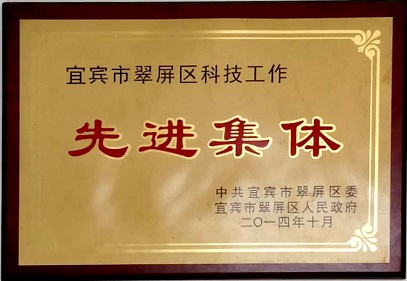 宜宾市翠屏区科技工作
先进集体
中共宜宾市翠屏区委
宜宾市翠屏区人民政府
二〇一四年十月